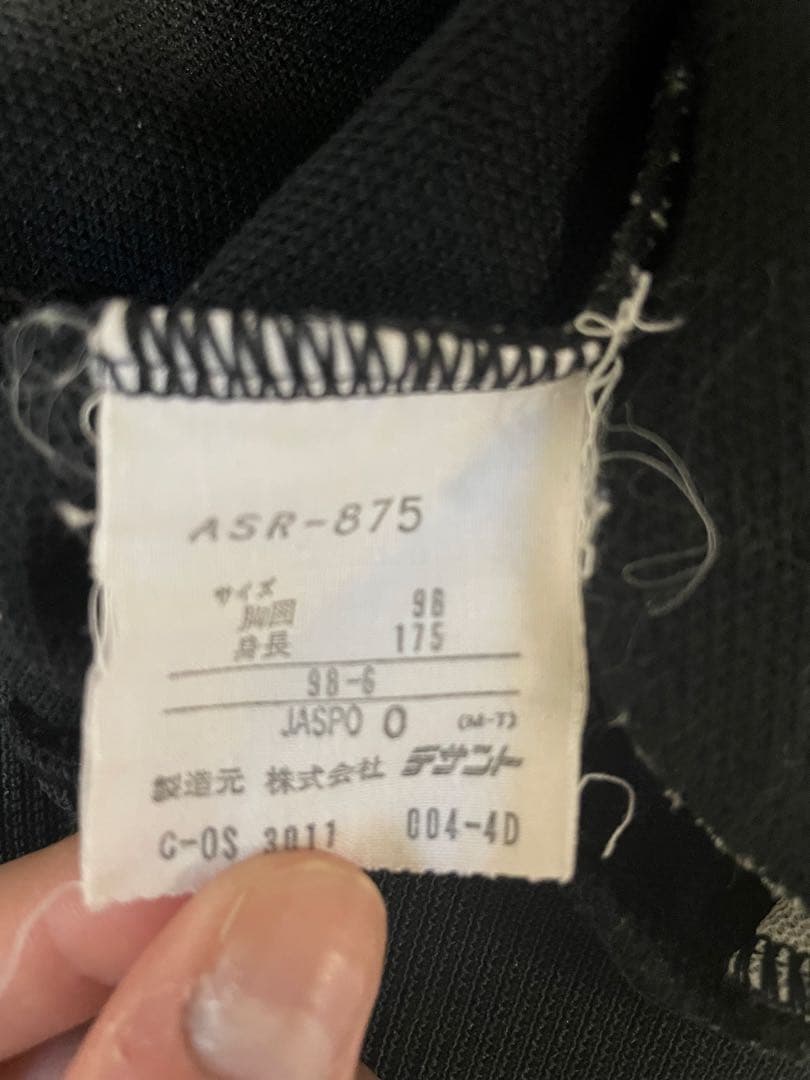 ASR-875
サイズ
胸囲 98
身長 175
98-6
JASPO O (M-T)
製造元 株式会社 デサント
C-OS 3011 004-4D